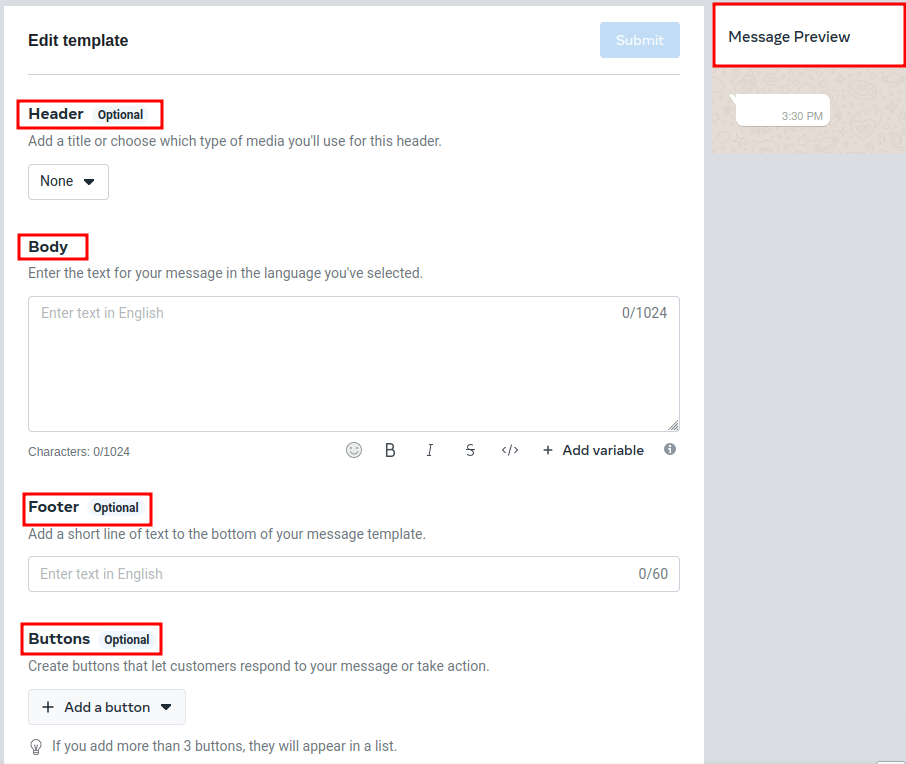 Edit template
Submit
Header Optional
Add a title or choose which type of media you'll use for this header.
None
Body
Enter the text for your message in the language you've selected.
Enter text in English 0/1024
Characters: 0/1024 B I S </> + Add variable
Footer Optional
Add a short line of text to the bottom of your message template.
Enter text in English 0/60
Buttons Optional
Create buttons that let customers respond to your message or take action.
+ Add a button
If you add more than 3 buttons, they will appear in a list.
Message Preview
3:30 PM